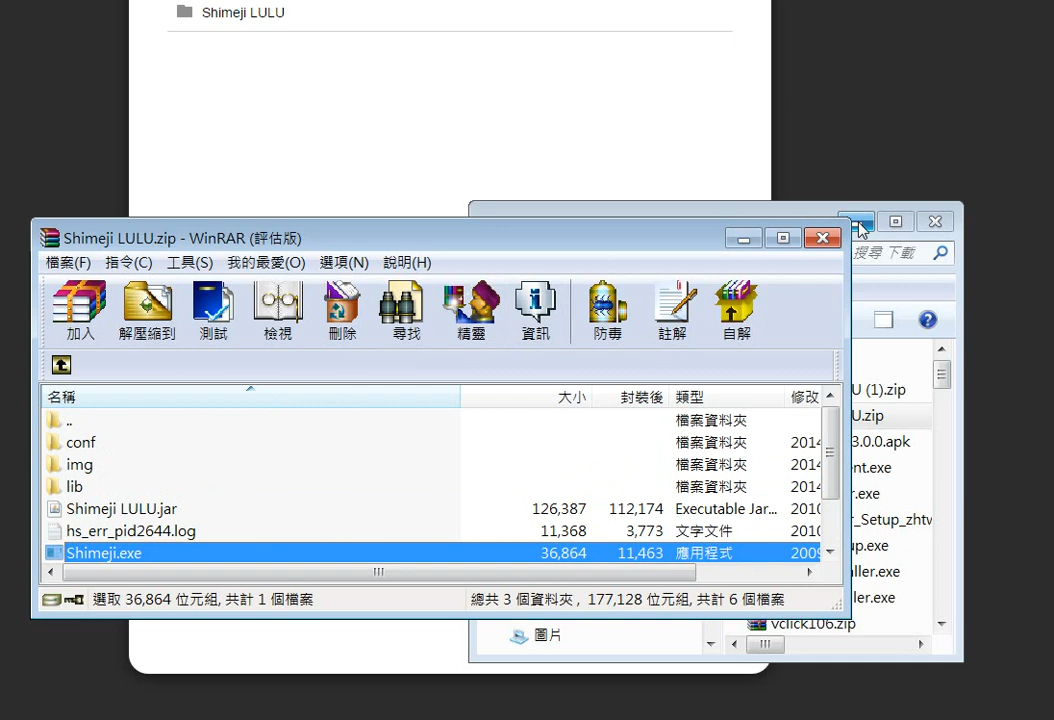 Shimeji LULU
Shimeji LULU.zip - WinRAR (評估版)
檔案(F) 指令(C) 工具(S) 我的最愛(O) 選項(N) 說明(H)
加入 解壓縮到 測試 檢視 刪除 尋找 精靈 資訊 防毒 註解 自解
名稱 大小 封裝後 類型 修改
.. 檔案資料夾
conf 檔案資料夾 2014
img 檔案資料夾 2014
lib 檔案資料夾 2014
Shimeji LULU.jar 126,387 112,174 Executable Jar... 2010
hs_err_pid2644.log 11,368 3,773 文字文件 2010
Shimeji.exe 36,864 11,463 應用程式 2009
選取 36,864 位元組, 共計 1 個檔案 總共 3 個資料夾 , 177,128 位元組, 共計 6 個檔案
搜尋 下載
U (1).zip
U.zip
3.0.0.apk
ent.exe
r.exe
_Setup_zhtw
up.exe
aller.exe
ler.exe
vclick106.zip
圖片